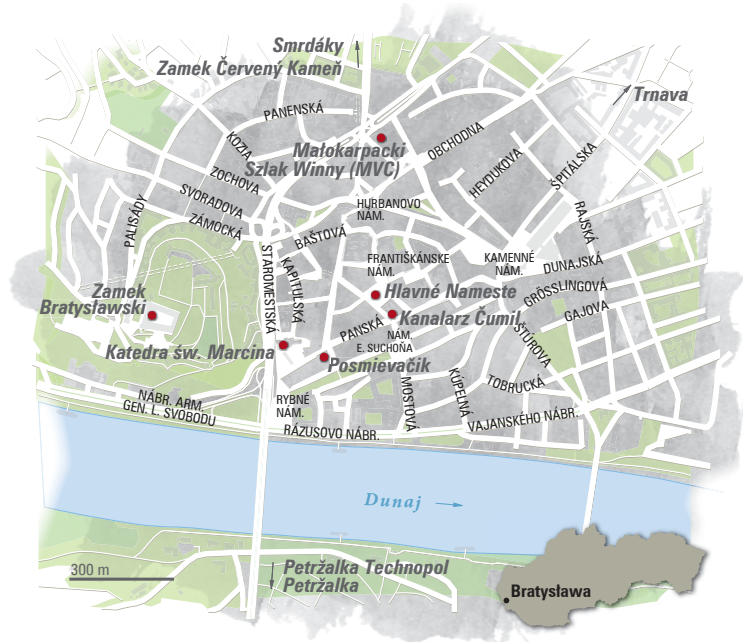 Smrdáky
Zamek Červený Kameň
Trnava
PANENSKÁ
KOZIA
Małokarpacki
Szlak Winny (MVC)
OBCHODNA
HEYDUKOVA
ŠPITÁLSKA
ZOCHOVA
SVORADOVA
ZÁMOCKÁ
PALISÁDY
HURBANOVO
NÁM.
RAJSKÁ
BAŠTOVÁ
STAROMESTSKÁ
KAPITULSKÁ
FRANTIŠKÁNSKE
NÁM.
KAMENNÉ
NÁM.
DUNAJSKÁ
GRÖSSLINGOVÁ
GAJOVA
Zamek
Bratysławski
Hlavné Nameste
Kanalarz Čumil
PANSKÁ
NÁM.
E. SUCHOŇA
ŠTÚROVA
Katedra św. Marcina
Posmievačik
TOBRUCKÁ
KÚPEĽNÁ
MOSTOVÁ
NÁBR. ARM.
GEN. L. SVOBODU
RYBNÉ
NÁM.
RÁZUSOVO NÁBR.
VAJANSKÉHO NÁBR.
Dunaj
300 m
Petržalka Technopol
Petržalka
Bratysława